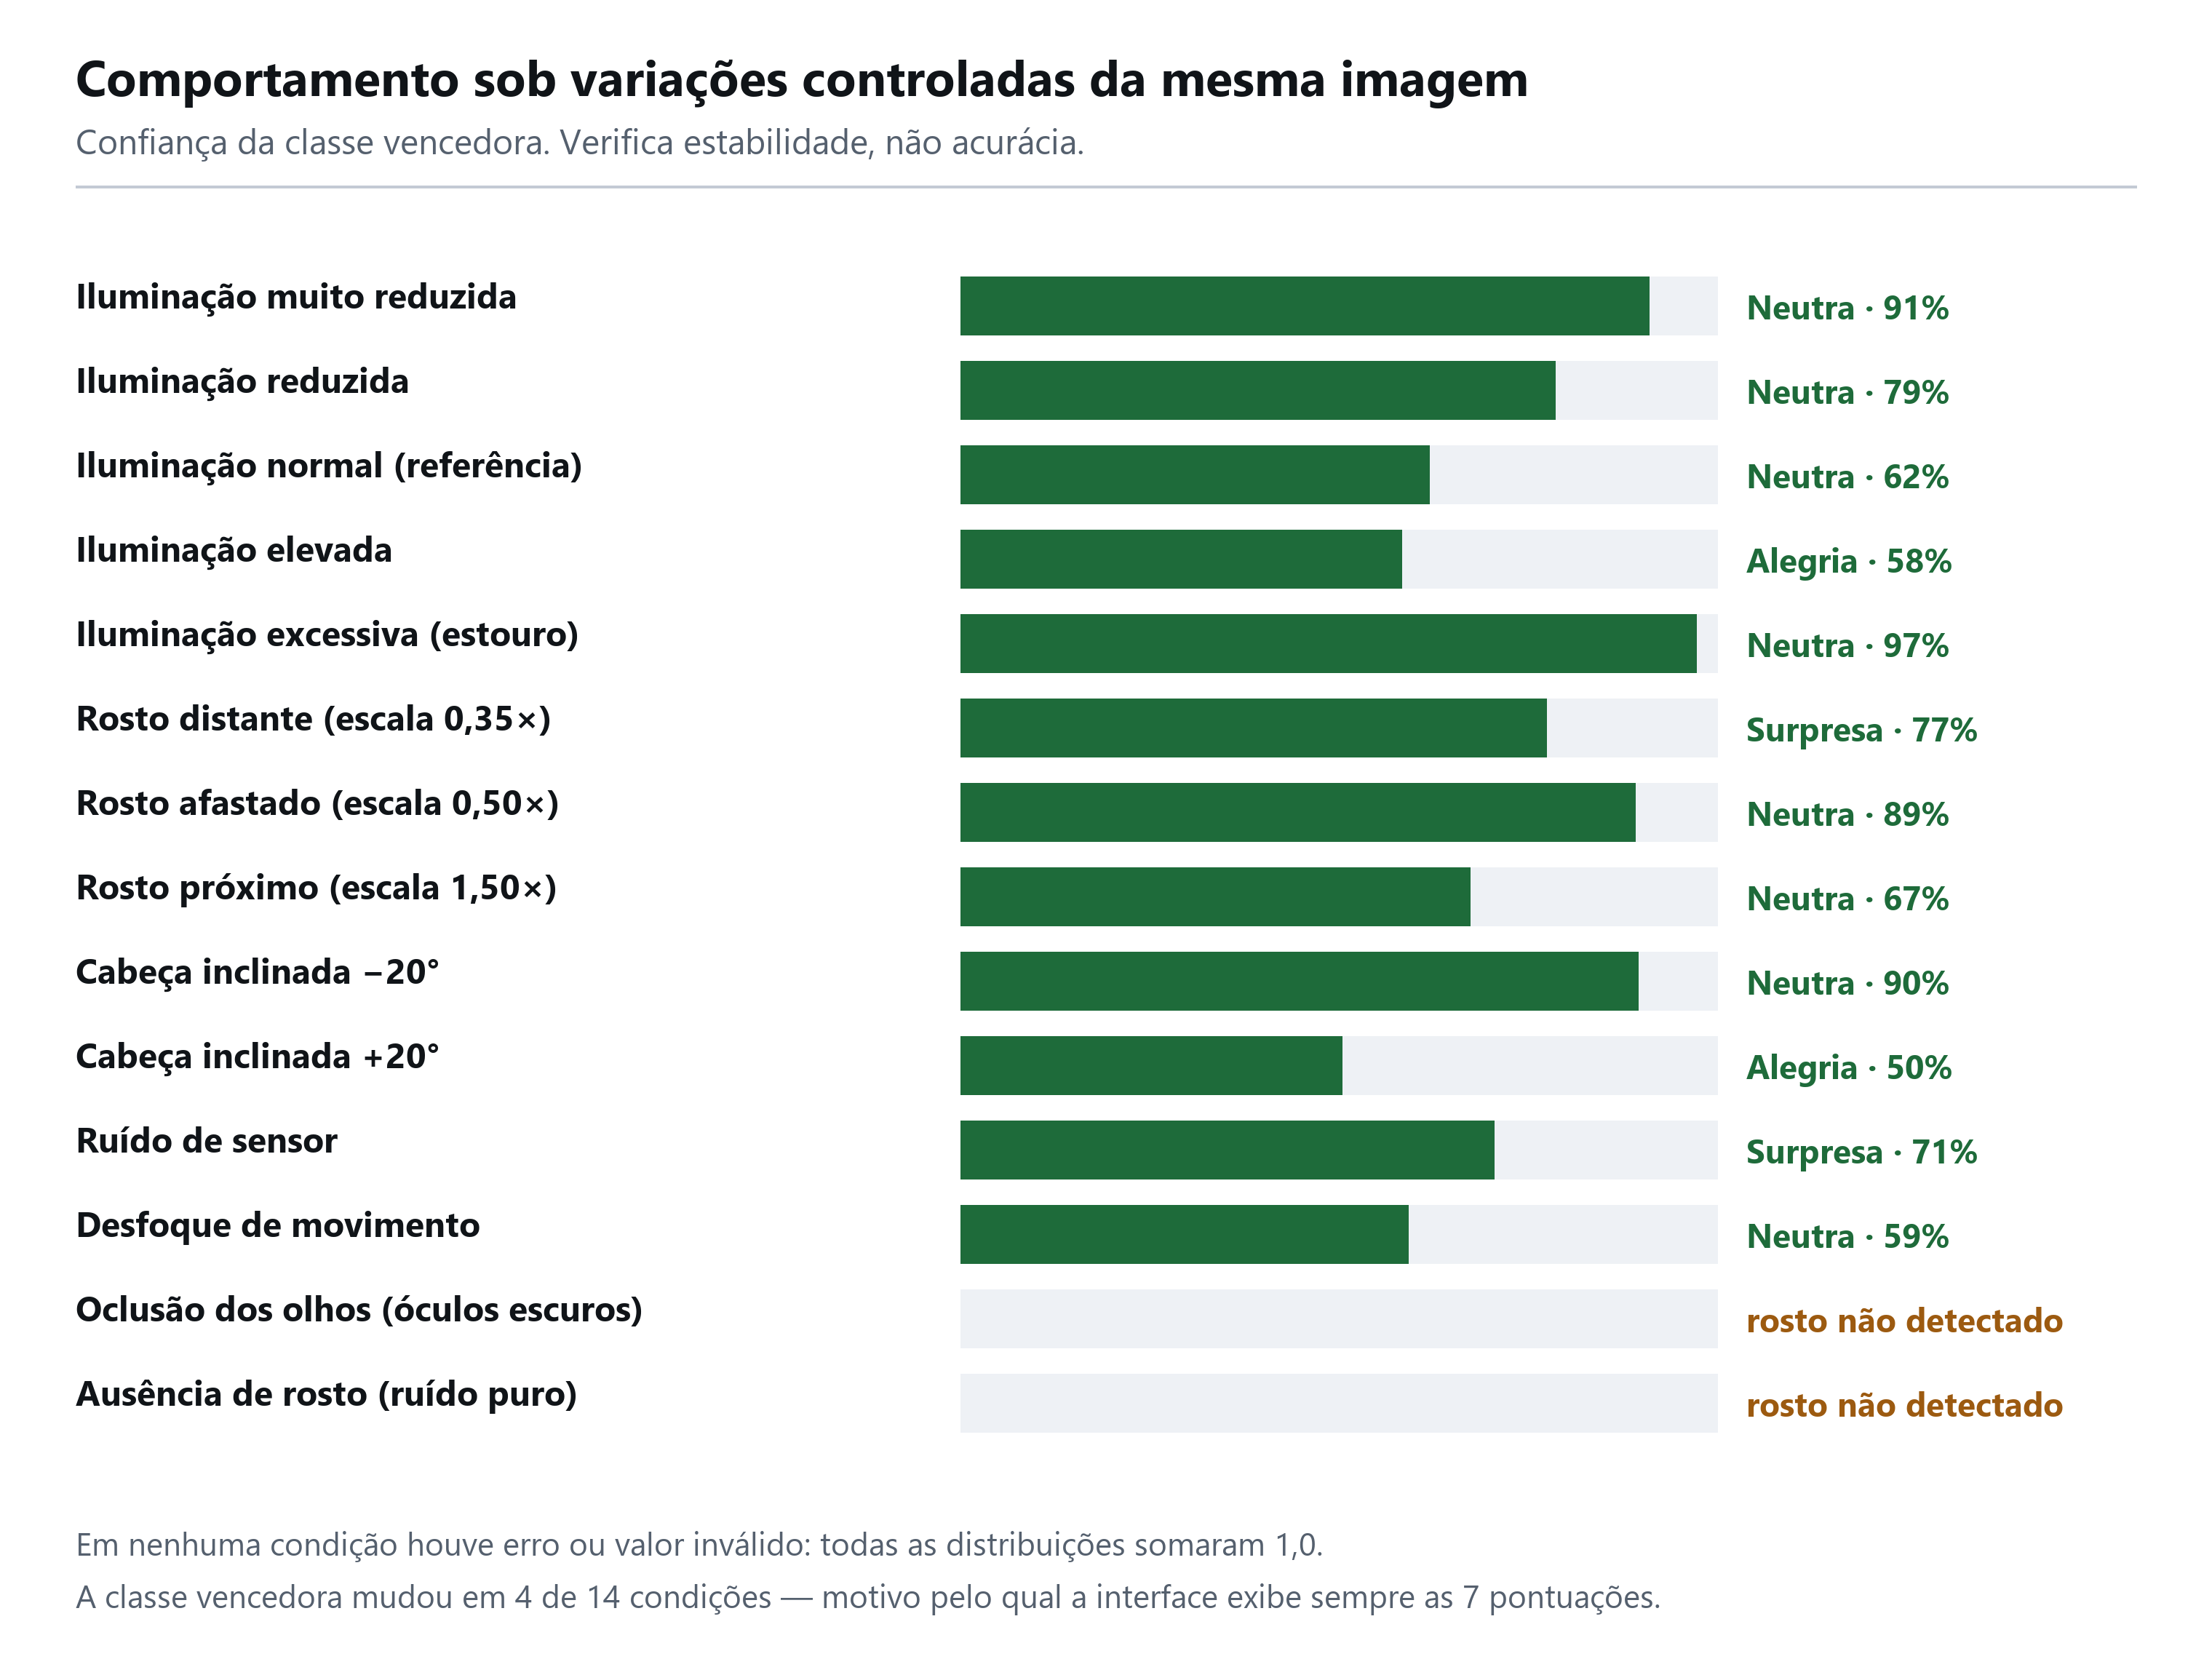 Comportamento sob variações controladas da mesma imagem
Confiança da classe vencedora. Verifica estabilidade, não acurácia.
Iluminação muito reduzida Neutra · 91%
Iluminação reduzida Neutra · 79%
Iluminação normal (referência) Neutra · 62%
Iluminação elevada Alegria · 58%
Iluminação excessiva (estouro) Neutra · 97%
Rosto distante (escala 0,35×) Surpresa · 77%
Rosto afastado (escala 0,50×) Neutra · 89%
Rosto próximo (escala 1,50×) Neutra · 67%
Cabeça inclinada −20° Neutra · 90%
Cabeça inclinada +20° Alegria · 50%
Ruído de sensor Surpresa · 71%
Desfoque de movimento Neutra · 59%
Oclusão dos olhos (óculos escuros) rosto não detectado
Ausência de rosto (ruído puro) rosto não detectado
Em nenhuma condição houve erro ou valor inválido: todas as distribuições somaram 1,0.
A classe vencedora mudou em 4 de 14 condições — motivo pelo qual a interface exibe sempre as 7 pontuações.